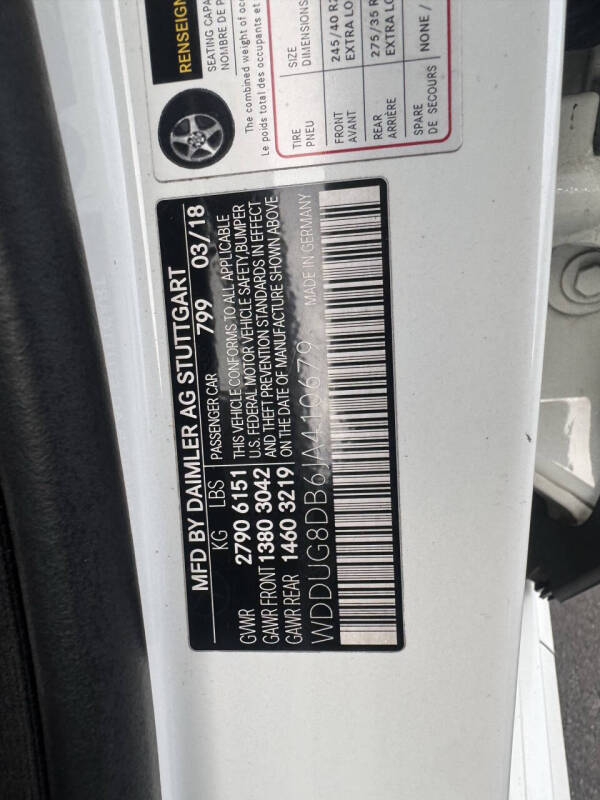 RENSEIGN
SEATING CAPA
NOMBRE DE P
The combined weight of occ
Le poids total des occupants et
TIRE SIZE
PNEU DIMENSIONS
FRONT 245/40 R2
AVANT EXTRA LO
REAR 275/35 R
ARRIÈRE EXTRA LO
SPARE NONE /
DE SECOURS
MFD BY DAIMLER AG STUTTGART
KG LBS PASSENGER CAR 799 03/18
GVWR 2790 6151 THIS VEHICLE CONFORMS TO ALL APPLICABLE
U.S. FEDERAL MOTOR VEHICLE SAFETY,BUMPER
GAWR FRONT 1380 3042 AND THEFT PREVENTION STANDARDS IN EFFECT
GAWR REAR 1460 3219 ON THE DATE OF MANUFACTURE SHOWN ABOVE
WDDUG8DB6JA410679 MADE IN GERMANY